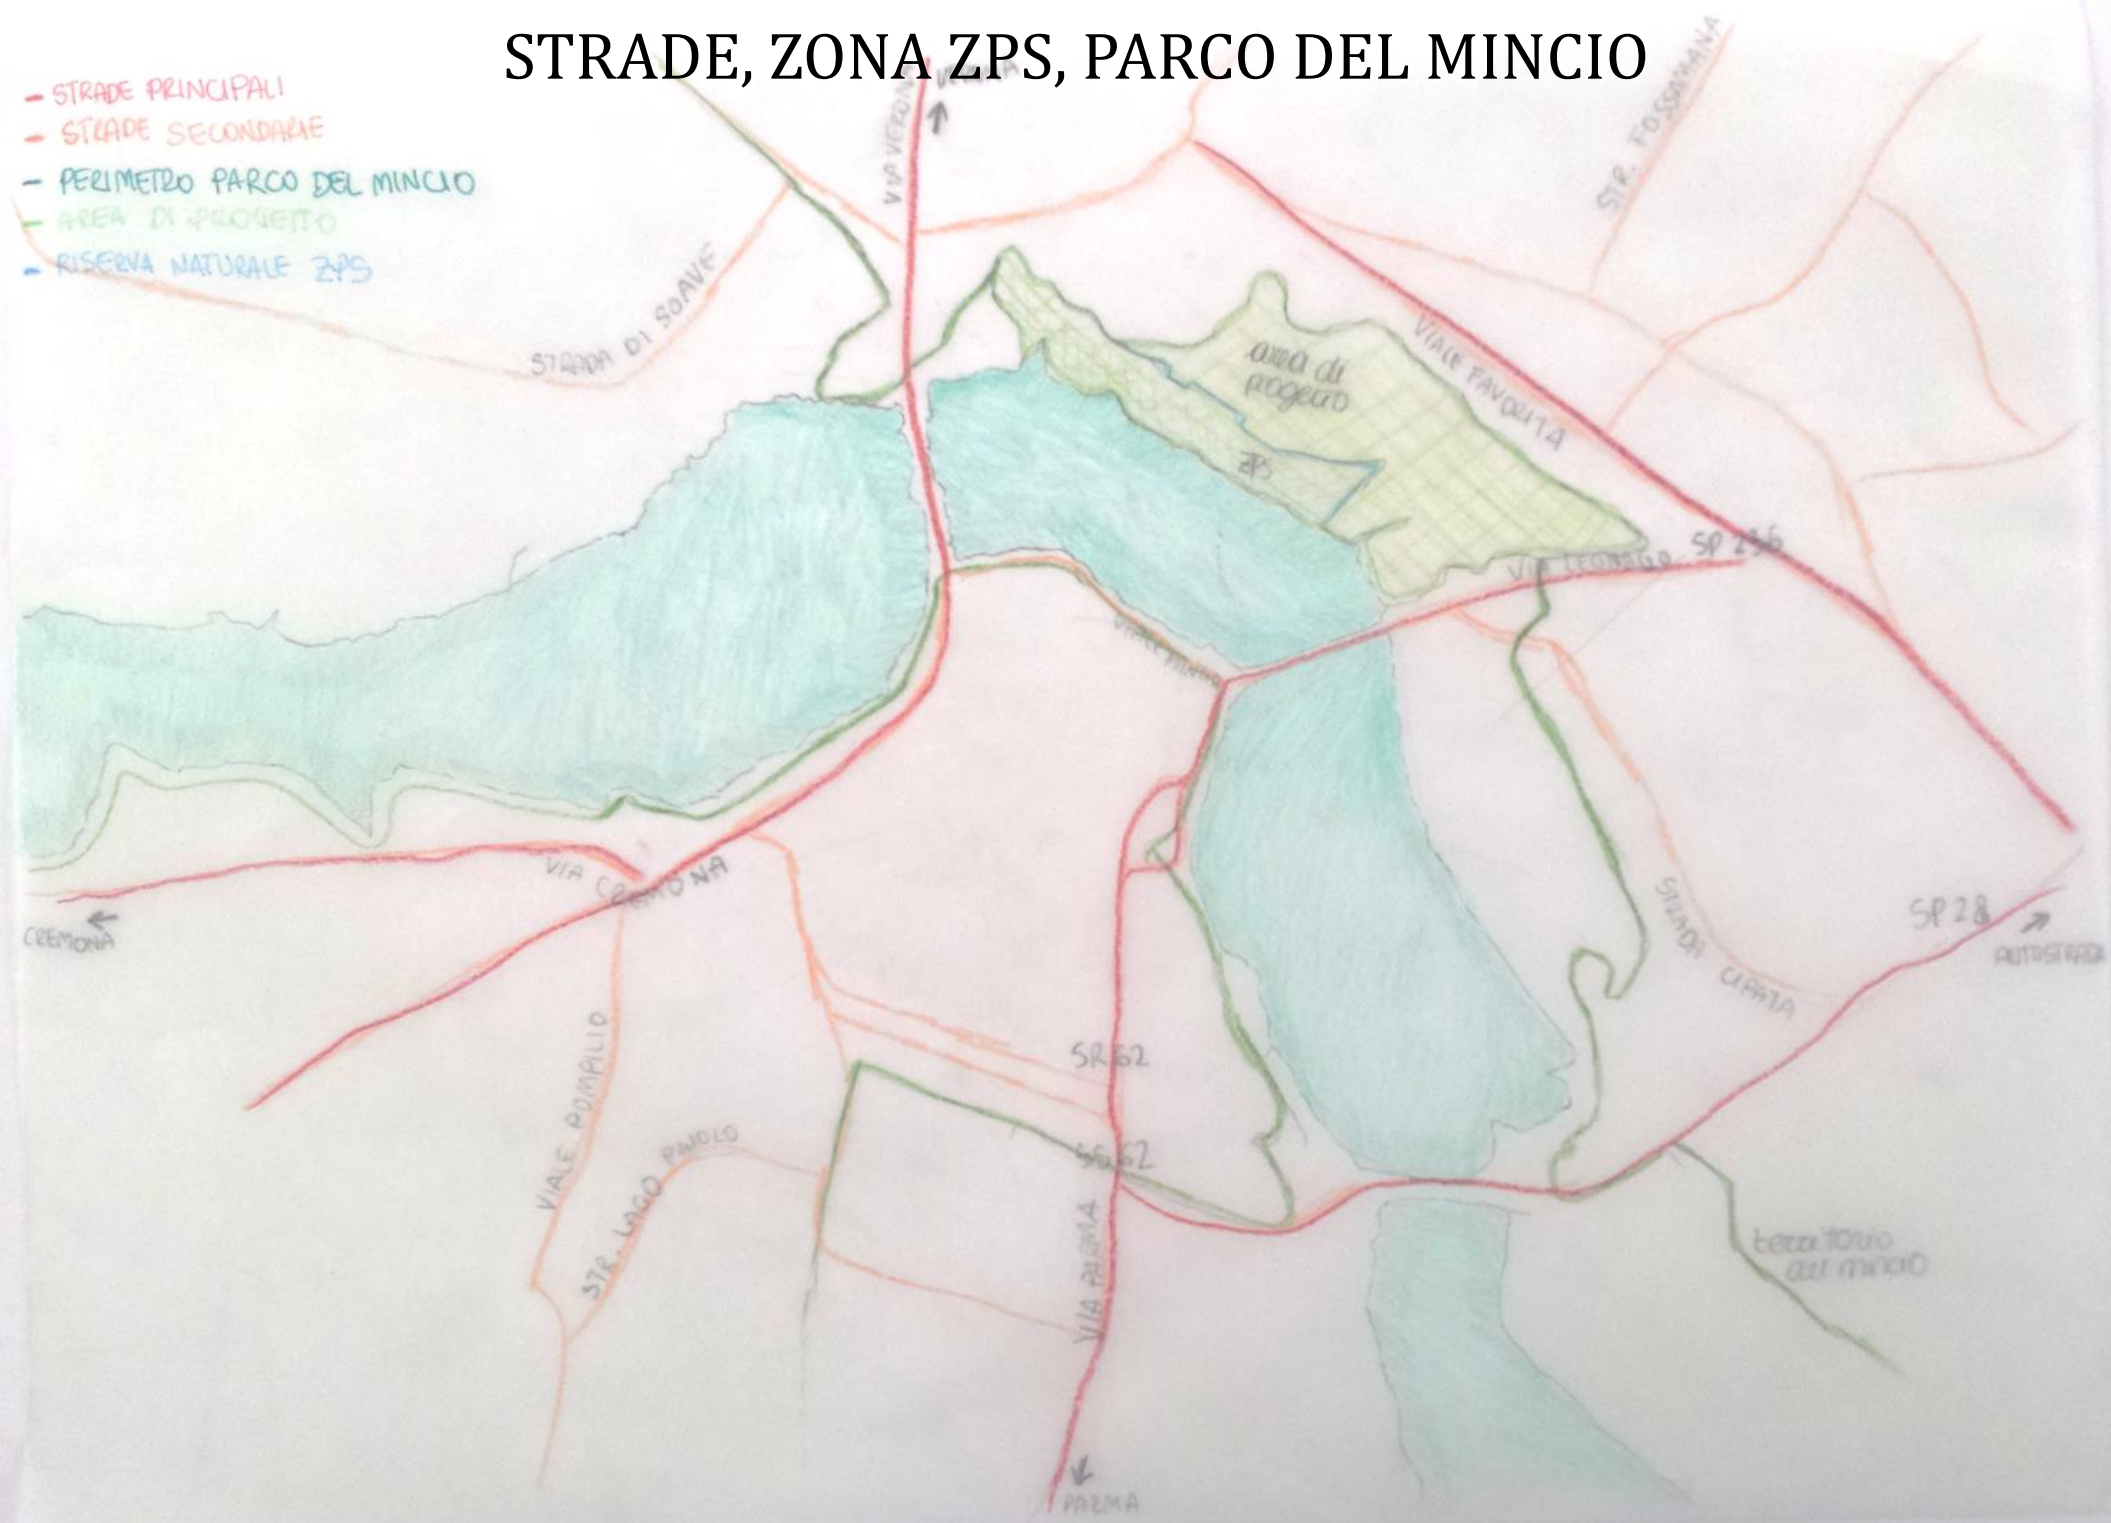 STRADE, ZONA ZPS, PARCO DEL MINCIO
STRADE PRINCIPALI
STRADE SECONDARIE
PERIMETRO PARCO DEL MINCIO
AREA DI PROGETTO
RISERVA NATURALE ZPS
VIA VERONA
VERONA
STR. FOSSAMANA
STRADA DI SOAVE
area di
progetto
VIALE FAVORITA
ZPS
VIA LEGNAGO
SP 236
VIALE MINCIO
VIA CREMONA
CREMONA
STRADA CIPATA
SP 28
AUTOSTRADA
VIALE POMPILIO
STR. LAGO PAIOLO
SR 62
SS 62
VIA PARMA
territorio
del mincio
PARMA